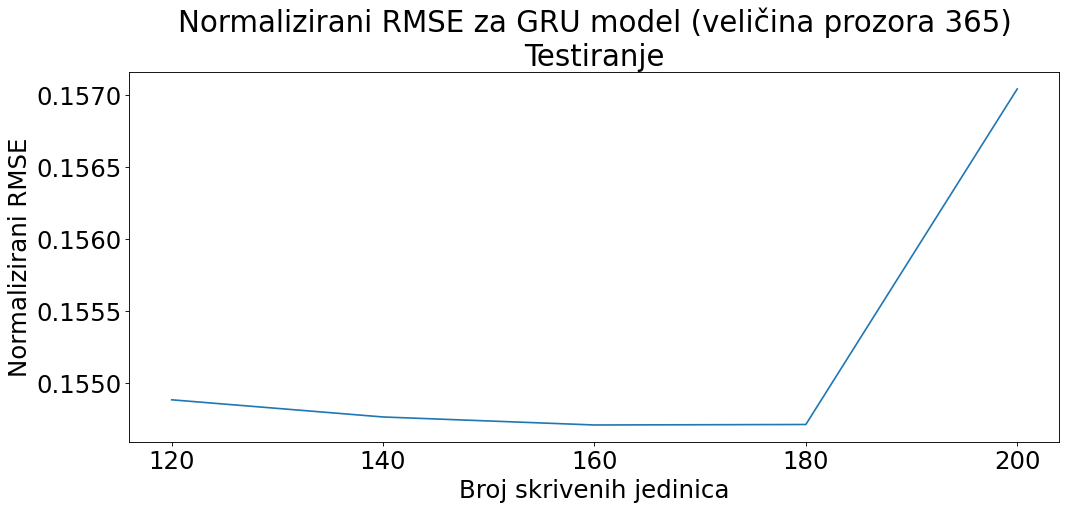 Normalizirani RMSE za GRU model (veličina prozora 365)
Testiranje
Normalizirani RMSE
0.1570
0.1565
0.1560
0.1555
0.1550
120 140 160 180 200
Broj skrivenih jedinica